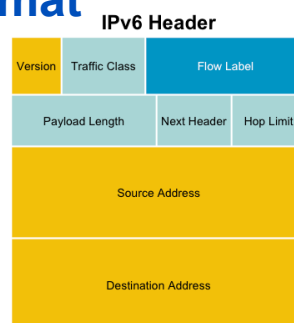 mat
IPv6 Header
Version Traffic Class Flow Label
Payload Length Next Header Hop Limit
Source Address
Destination Address